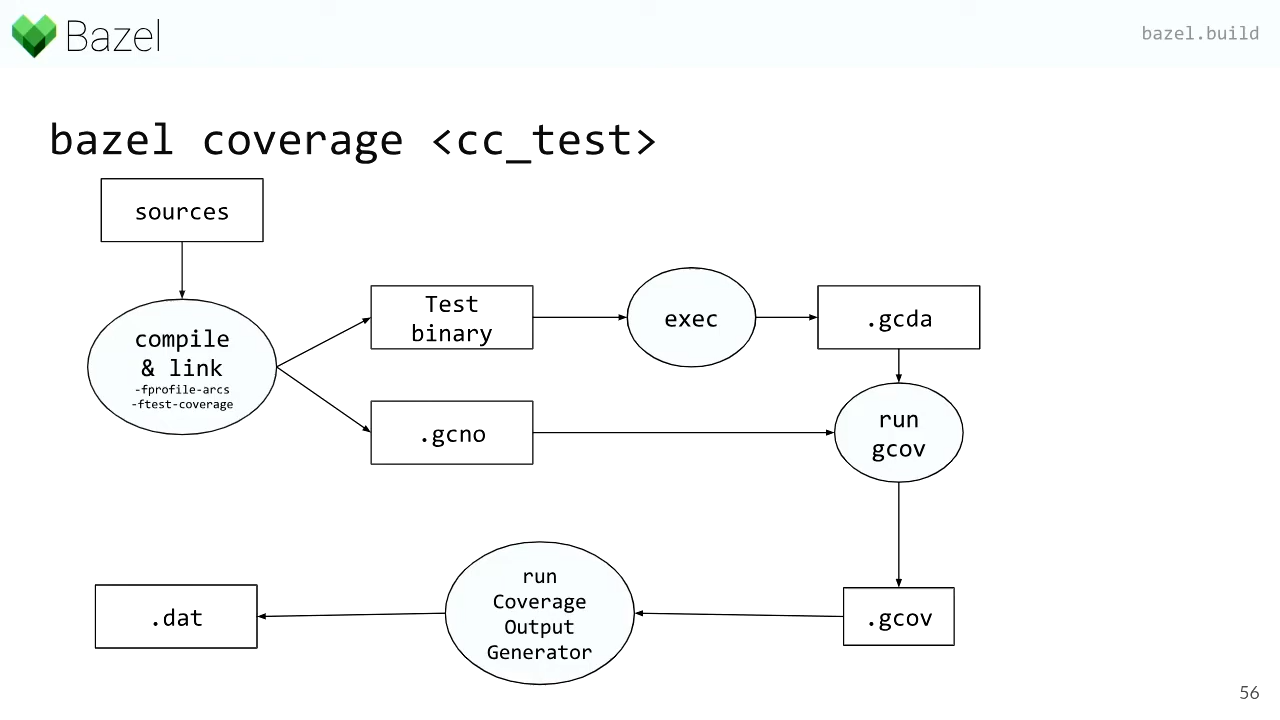 Bazel
bazel.build
bazel coverage <cc_test>
sources
compile
& link
-fprofile-arcs
-ftest-coverage
Test
binary
exec
.gcda
.gcno
run
gcov
.dat
run
Coverage
Output
Generator
.gcov
56